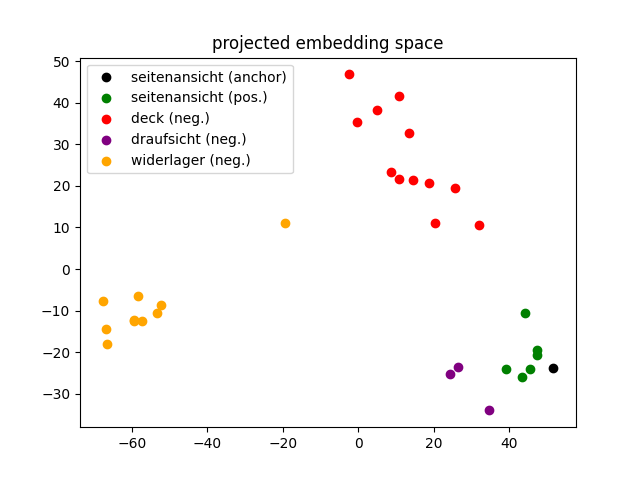 projected embedding space
seitenansicht (anchor)
seitenansicht (pos.)
deck (neg.)
draufsicht (neg.)
widerlager (neg.)
50
40
30
20
10
0
−10
−20
−30
−60
−40
−20
0
20
40